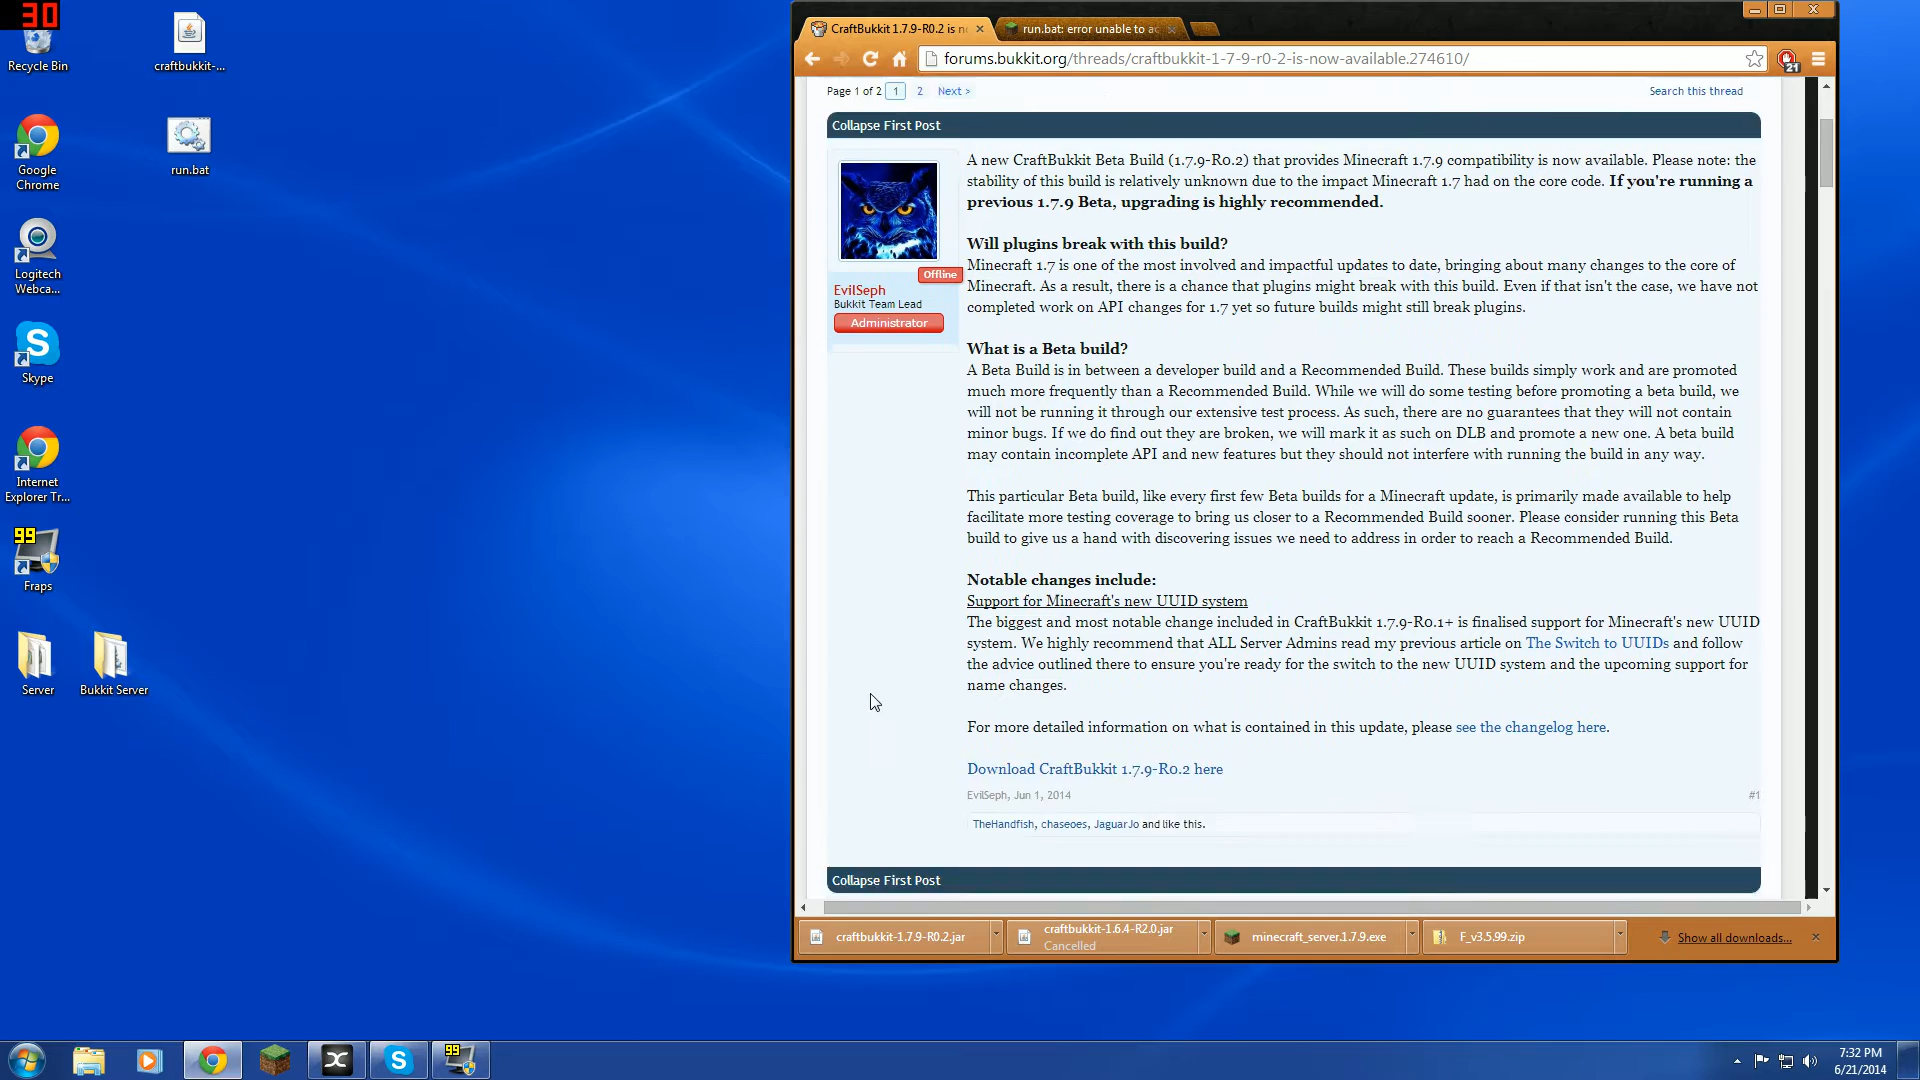 30
Recycle Bin
craftbukkit-...
Google
Chrome
run.bat
Logitech
Webca...
Skype
Internet
Explorer Tr...
99
Fraps
Server
Bukkit Server
CraftBukkit 1.7.9-R0.2 is n
run.bat: error unable to ac
forums.bukkit.org/threads/craftbukkit-1-7-9-r0-2-is-now-available.274610/
21
Page 1 of 2 1 2 Next >
Search this thread
Collapse First Post
Offline
EvilSeph
Bukkit Team Lead
Administrator
A new CraftBukkit Beta Build (1.7.9-R0.2) that provides Minecraft 1.7.9 compatibility is now available. Please note: the
stability of this build is relatively unknown due to the impact Minecraft 1.7 had on the core code. If you're running a
previous 1.7.9 Beta, upgrading is highly recommended.
Will plugins break with this build?
Minecraft 1.7 is one of the most involved and impactful updates to date, bringing about many changes to the core of
Minecraft. As a result, there is a chance that plugins might break with this build. Even if that isn't the case, we have not
completed work on API changes for 1.7 yet so future builds might still break plugins.
What is a Beta build?
A Beta Build is in between a developer build and a Recommended Build. These builds simply work and are promoted
much more frequently than a Recommended Build. While we will do some testing before promoting a beta build, we
will not be running it through our extensive test process. As such, there are no guarantees that they will not contain
minor bugs. If we do find out they are broken, we will mark it as such on DLB and promote a new one. A beta build
may contain incomplete API and new features but they should not interfere with running the build in any way.
This particular Beta build, like every first few Beta builds for a Minecraft update, is primarily made available to help
facilitate more testing coverage to bring us closer to a Recommended Build sooner. Please consider running this Beta
build to give us a hand with discovering issues we need to address in order to reach a Recommended Build.
Notable changes include:
Support for Minecraft's new UUID system
The biggest and most notable change included in CraftBukkit 1.7.9-R0.1+ is finalised support for Minecraft's new UUID
system. We highly recommend that ALL Server Admins read my previous article on The Switch to UUIDs and follow
the advice outlined there to ensure you're ready for the switch to the new UUID system and the upcoming support for
name changes.
For more detailed information on what is contained in this update, please see the changelog here.
Download CraftBukkit 1.7.9-R0.2 here
EvilSeph, Jun 1, 2014
#1
TheHandfish, chaseoes, JaguarJo and like this.
Collapse First Post
craftbukkit-1.7.9-R0.2.jar
craftbukkit-1.6.4-R2.0.jar
Cancelled
minecraft_server.1.7.9.exe
F_v3.5.99.zip
Show all downloads...
99
7:32 PM
6/21/2014